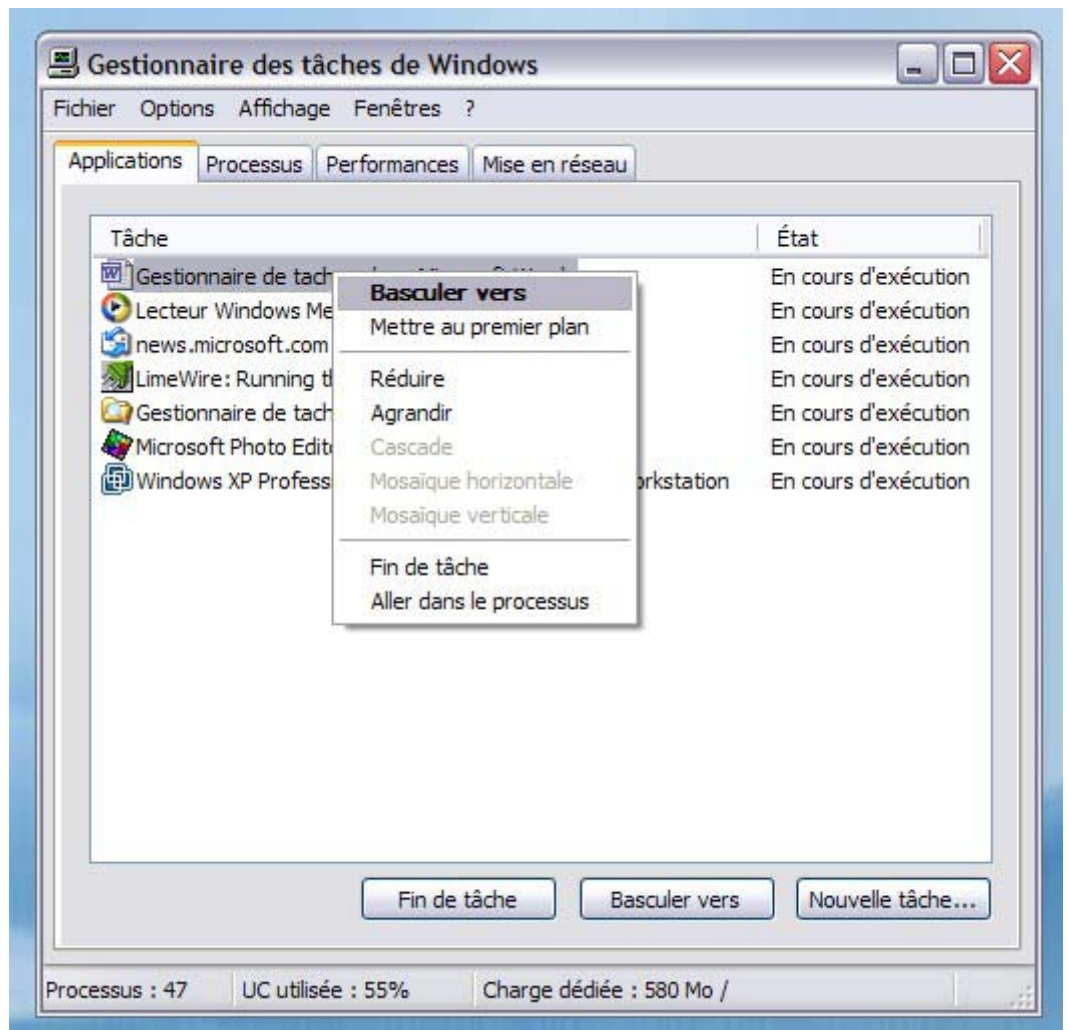 Gestionnaire des tâches de Windows
Fichier Options Affichage Fenêtres ?
Applications Processus Performances Mise en réseau
Tâche État
Gestionnaire de tach En cours d'exécution
Lecteur Windows Me En cours d'exécution
news.microsoft.com En cours d'exécution
LimeWire: Running t En cours d'exécution
Gestionnaire de tach En cours d'exécution
Microsoft Photo Edit En cours d'exécution
Windows XP Profess orkstation En cours d'exécution
Basculer vers
Mettre au premier plan
Réduire
Agrandir
Cascade
Mosaïque horizontale
Mosaïque verticale
Fin de tâche
Aller dans le processus
Fin de tâche Basculer vers Nouvelle tâche...
Processus : 47 UC utilisée : 55% Charge dédiée : 580 Mo /